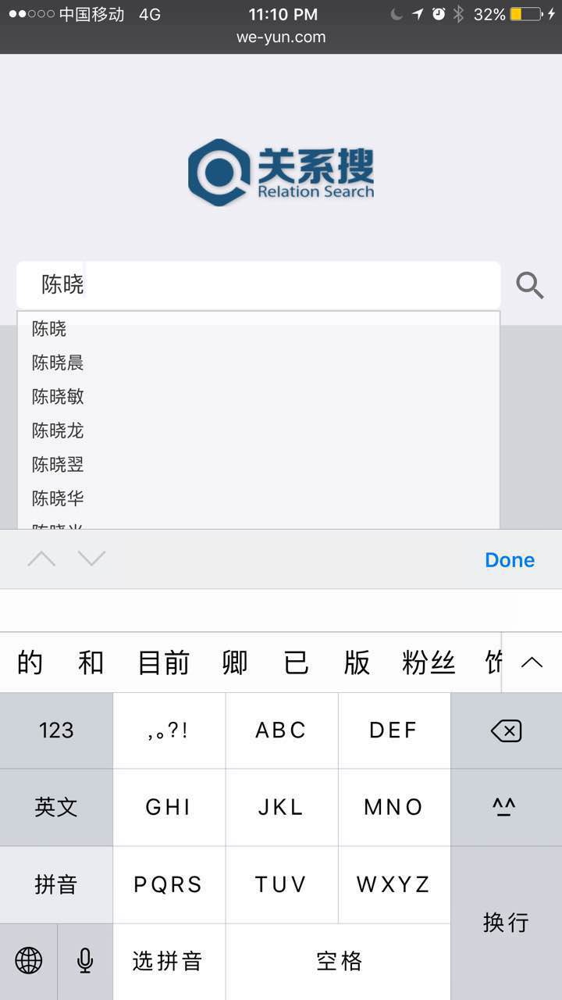 中国移动 4G 11:10 PM 32%
we-yun.com
关系搜
Relation Search
陈晓
陈晓
陈晓晨
陈晓敏
陈晓龙
陈晓翌
陈晓华
Done
的 和 目前 卿 已 版 粉丝
123 ,。?! ABC DEF
英文 GHI JKL MNO ^^
拼音 PQRS TUV WXYZ
换行
选拼音 空格